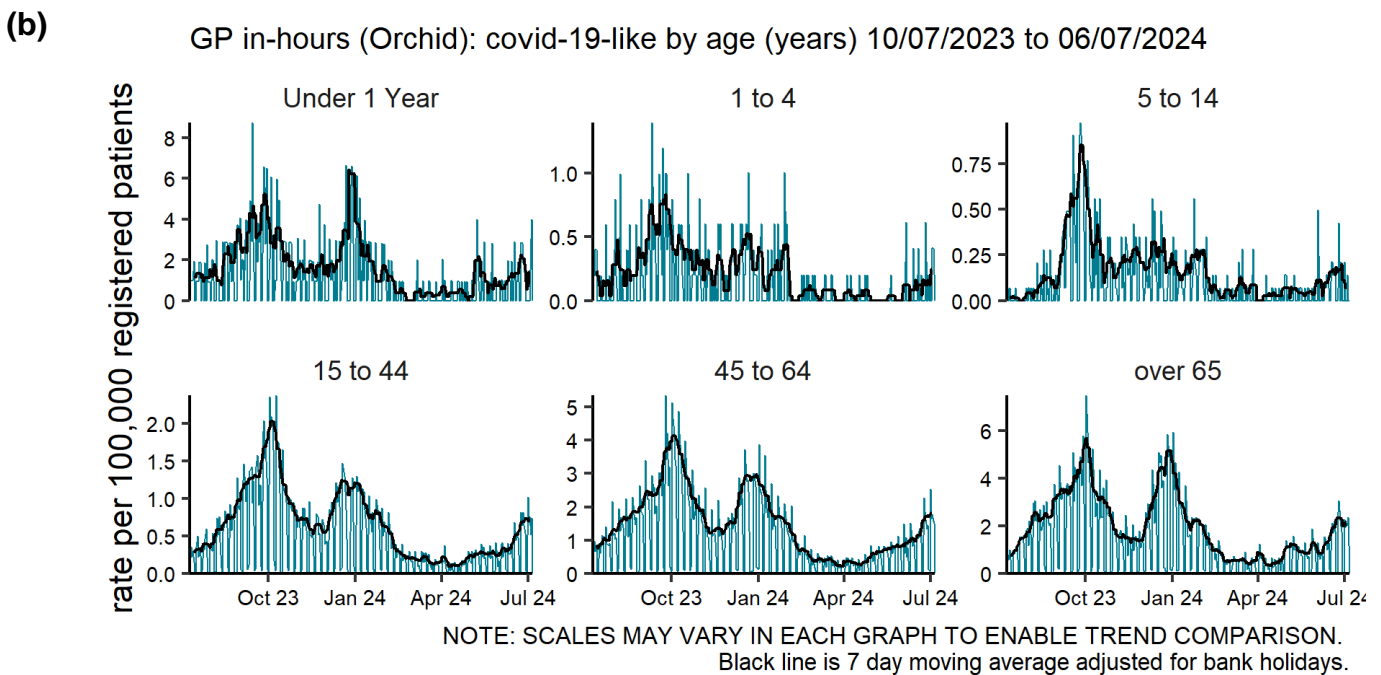 (b)
GP in-hours (Orchid): covid-19-like by age (years) 10/07/2023 to 06/07/2024
rate per 100,000 registered patients
Under 1 Year
8
6
4
2
0
1 to 4
1.0
0.5
0.0
5 to 14
0.75
0.50
0.25
0.00
15 to 44
2.0
1.5
1.0
0.5
0.0
Oct 23 Jan 24 Apr 24 Jul 24
45 to 64
5
4
3
2
1
0
Oct 23 Jan 24 Apr 24 Jul 24
over 65
6
4
2
0
Oct 23 Jan 24 Apr 24 Jul 24
NOTE: SCALES MAY VARY IN EACH GRAPH TO ENABLE TREND COMPARISON.
Black line is 7 day moving average adjusted for bank holidays.